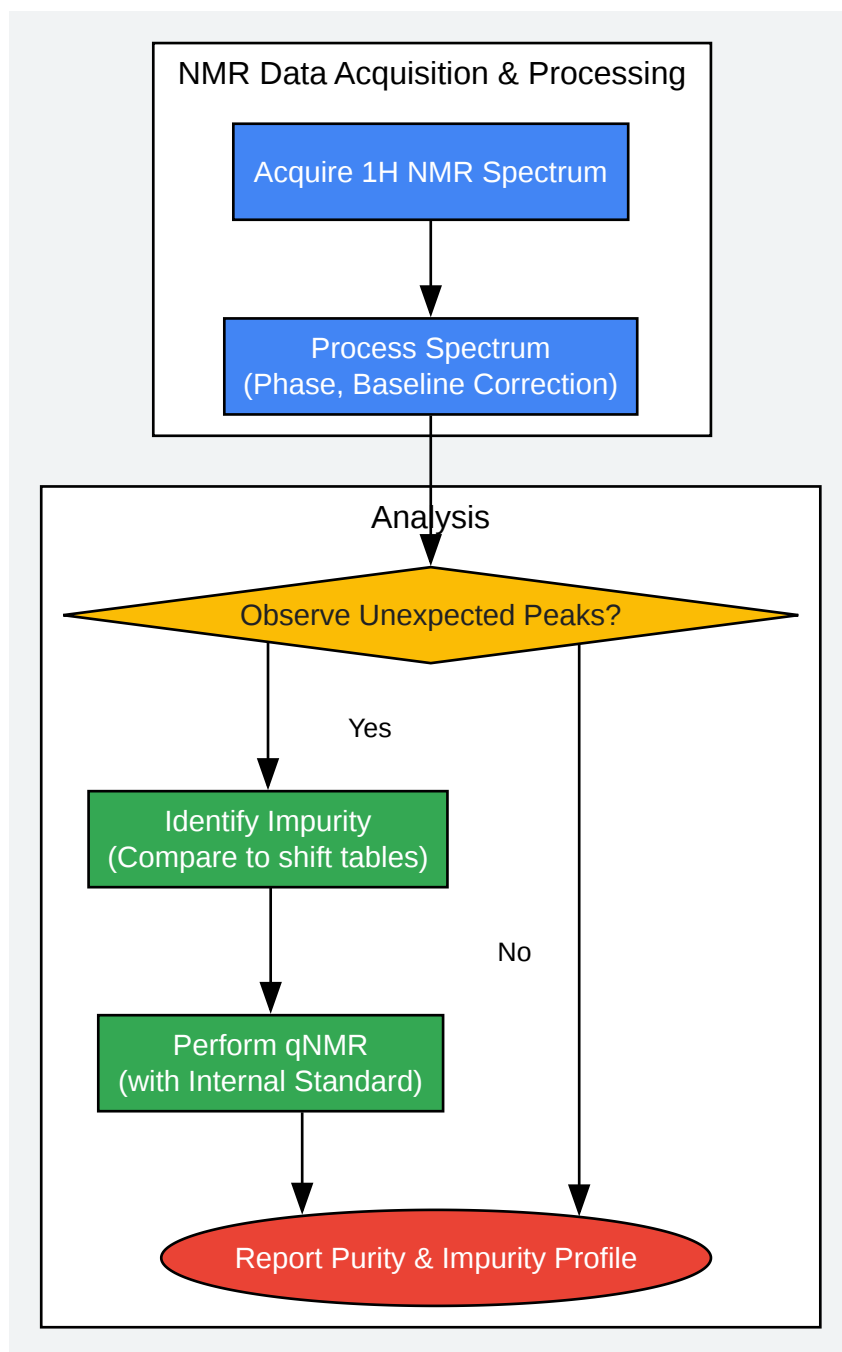 NMR Data Acquisition & Processing
Acquire 1H NMR Spectrum
Process Spectrum
(Phase, Baseline Correction)
Analysis
Observe Unexpected Peaks?
Yes
Identify Impurity
(Compare to shift tables)
No
Perform qNMR
(with Internal Standard)
Report Purity & Impurity Profile